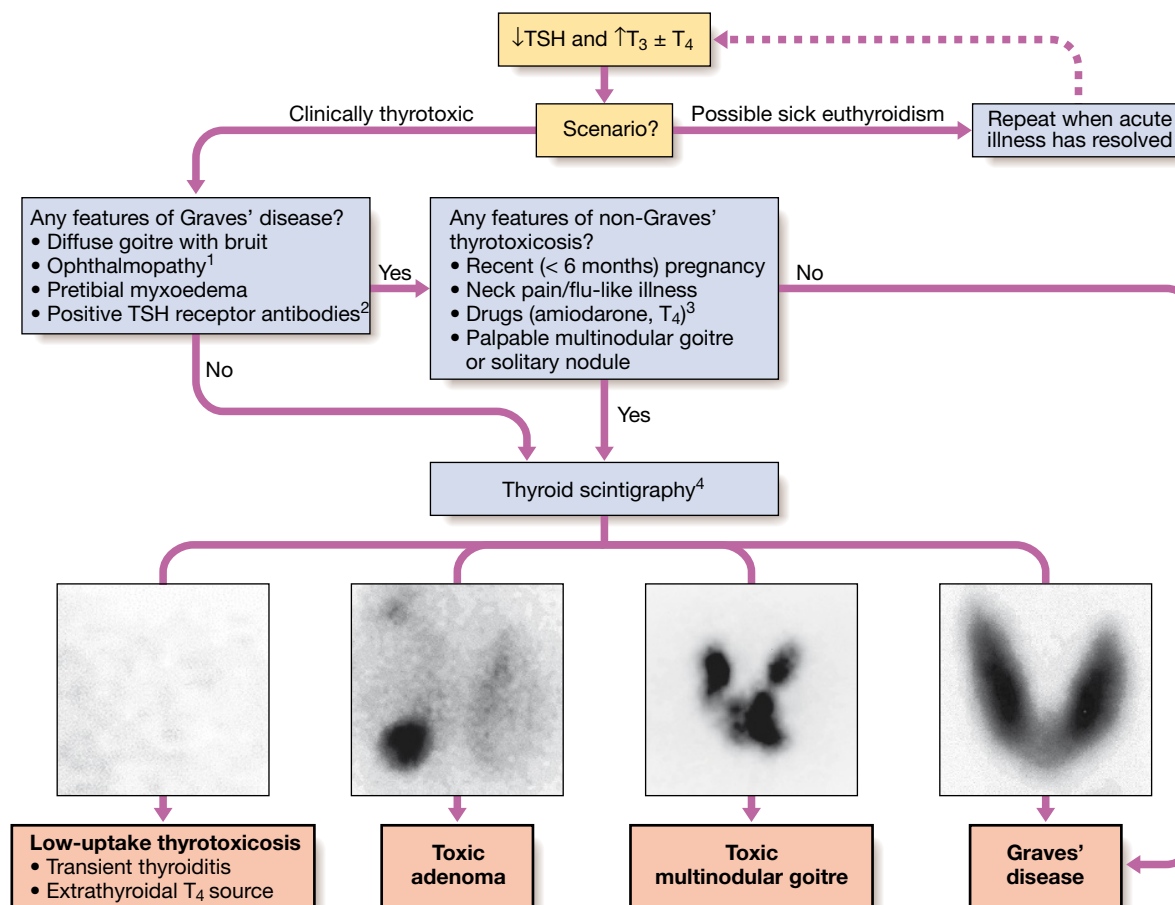 ↓TSH and ↑T₃ ± T₄
Clinically thyrotoxic
Scenario?
Possible sick euthyroidism
Repeat when acute
illness has resolved
Any features of Graves’ disease?
• Diffuse goitre with bruit
• Ophthalmopathy¹
• Pretibial myxoedema
• Positive TSH receptor antibodies²
Yes
Any features of non-Graves’
thyrotoxicosis?
• Recent (< 6 months) pregnancy
• Neck pain/flu-like illness
• Drugs (amiodarone, T₄)³
• Palpable multinodular goitre
or solitary nodule
No
No
Yes
Thyroid scintigraphy⁴
Low-uptake thyrotoxicosis
• Transient thyroiditis
• Extrathyroidal T₄ source
Toxic
adenoma
Toxic
multinodular goitre
Graves’
disease